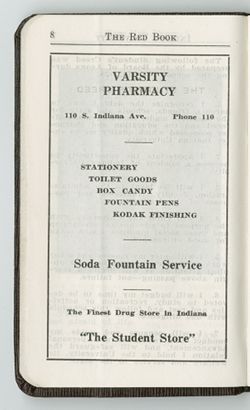 8 THE RED BOOK
VARSITY
PHARMACY
110 S. Indiana Ave. Phone 110
STATIONERY
TOILET GOODS
BOX CANDY
FOUNTAIN PENS
KODAK FINISHING
Soda Fountain Service
The Finest Drug Store in Indiana
"The Student Store"